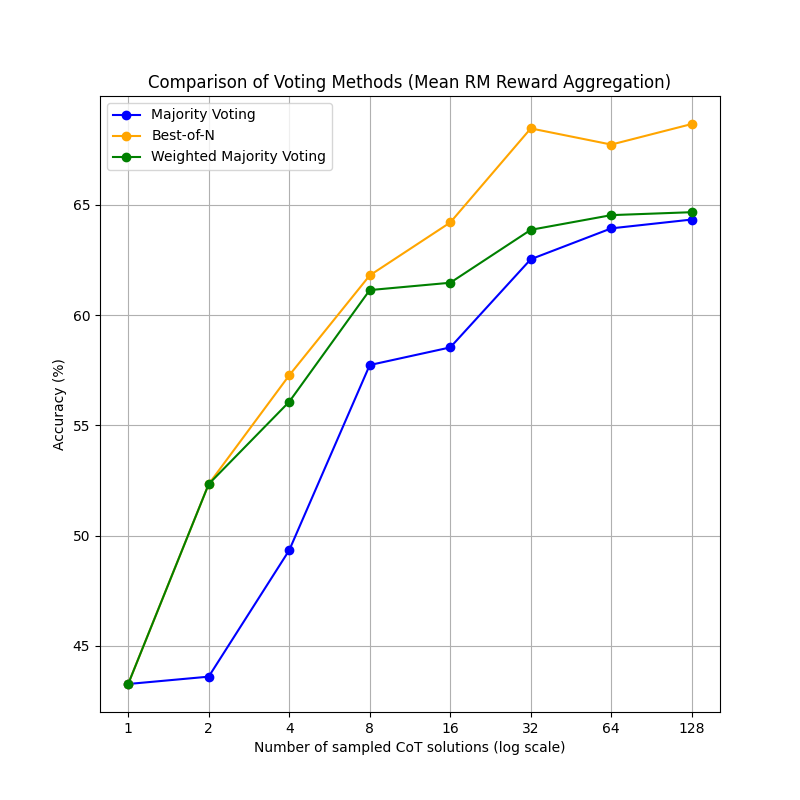 Comparison of Voting Methods (Mean RM Reward Aggregation)
Majority Voting
Best-of-N
Weighted Majority Voting
65
60
55
50
45
Accuracy (%)
1 2 4 8 16 32 64 128
Number of sampled CoT solutions (log scale)